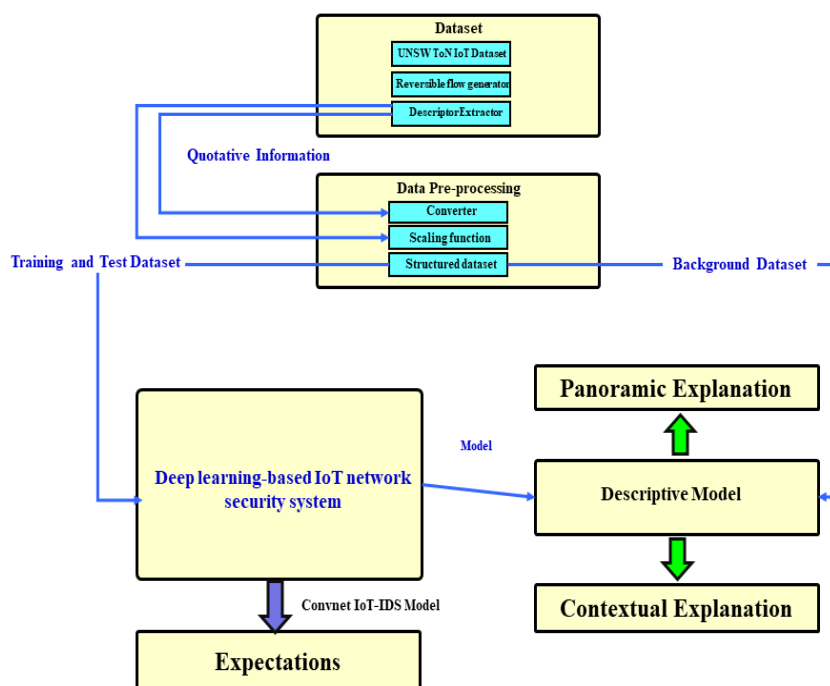 Dataset
UNSW ToN IoT Dataset
Reversible flow generator
DescriptorExtractor
Quotative Information
Data Pre-processing
Converter
Scaling function
Training and Test Dataset
Structured dataset
Background Dataset
Panoramic Explanation
Model
Deep learning-based IoT network
security system
Descriptive Model
Convnet IoT-IDS Model
Contextual Explanation
Expectations